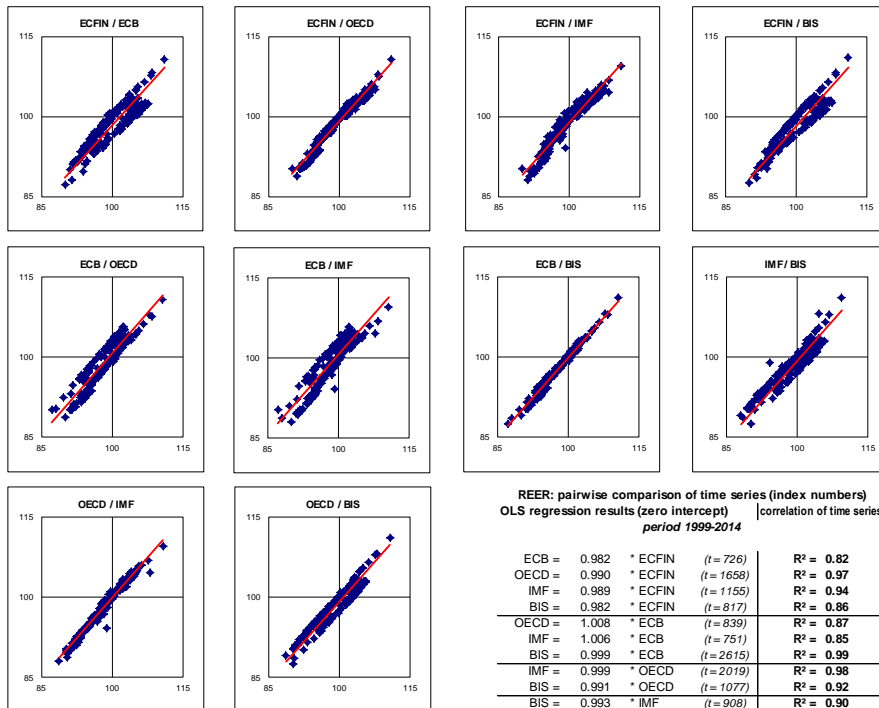 ECFIN / ECB
115
100
85
85 100 115
ECFIN / OECD
115
100
85
85 100 115
ECFIN / IMF
115
100
85
85 100 115
ECFIN / BIS
115
100
85
85 100 115
ECB / OECD
115
100
85
85 100 115
ECB / IMF
115
100
85
85 100 115
ECB / BIS
115
100
85
85 100 115
IMF/ BIS
115
100
85
85 100 115
OECD / IMF
115
100
85
85 100 115
OECD / BIS
115
100
85
85 100 115
REER: pairwise comparison of time series (index numbers)
OLS regression results (zero intercept) correlation of time series
period 1999-2014
ECB = 0.982 * ECFIN (t = 726) R² = 0.82
OECD = 0.990 * ECFIN (t = 1658) R² = 0.97
IMF = 0.989 * ECFIN (t = 1155) R² = 0.94
BIS = 0.982 * ECFIN (t = 817) R² = 0.86
OECD = 1.008 * ECB (t = 839) R² = 0.87
IMF = 1.006 * ECB (t = 751) R² = 0.85
BIS = 0.999 * ECB (t = 2615) R² = 0.99
IMF = 0.999 * OECD (t = 2019) R² = 0.98
BIS = 0.991 * OECD (t = 1077) R² = 0.92
BIS = 0.993 * IMF (t = 908) R² = 0.90